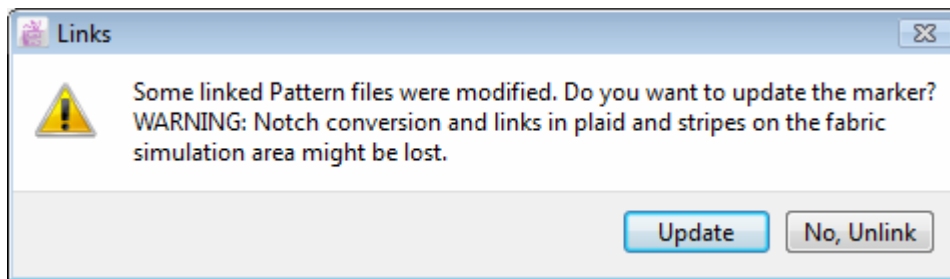 Links
Some linked Pattern files were modified. Do you want to update the marker?
WARNING: Notch conversion and links in plaid and stripes on the fabric
simulation area might be lost.
Update
No, Unlink